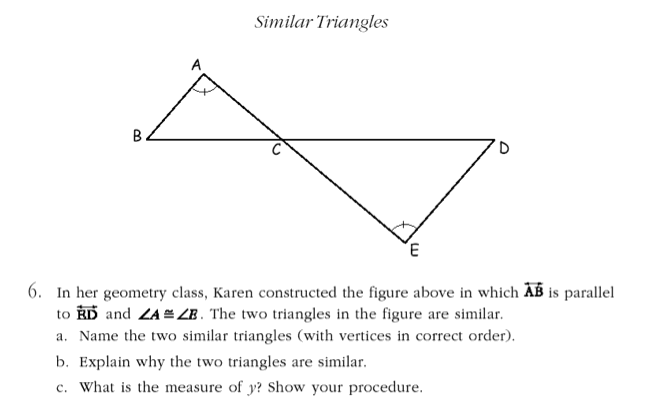 Similar Triangles
A
B
C
D
E
6. In her geometry class, Karen constructed the figure above in which AB is parallel
to ED and ∠A ≅ ∠E. The two triangles in the figure are similar.
a. Name the two similar triangles (with vertices in correct order).
b. Explain why the two triangles are similar.
c. What is the measure of y? Show your procedure.